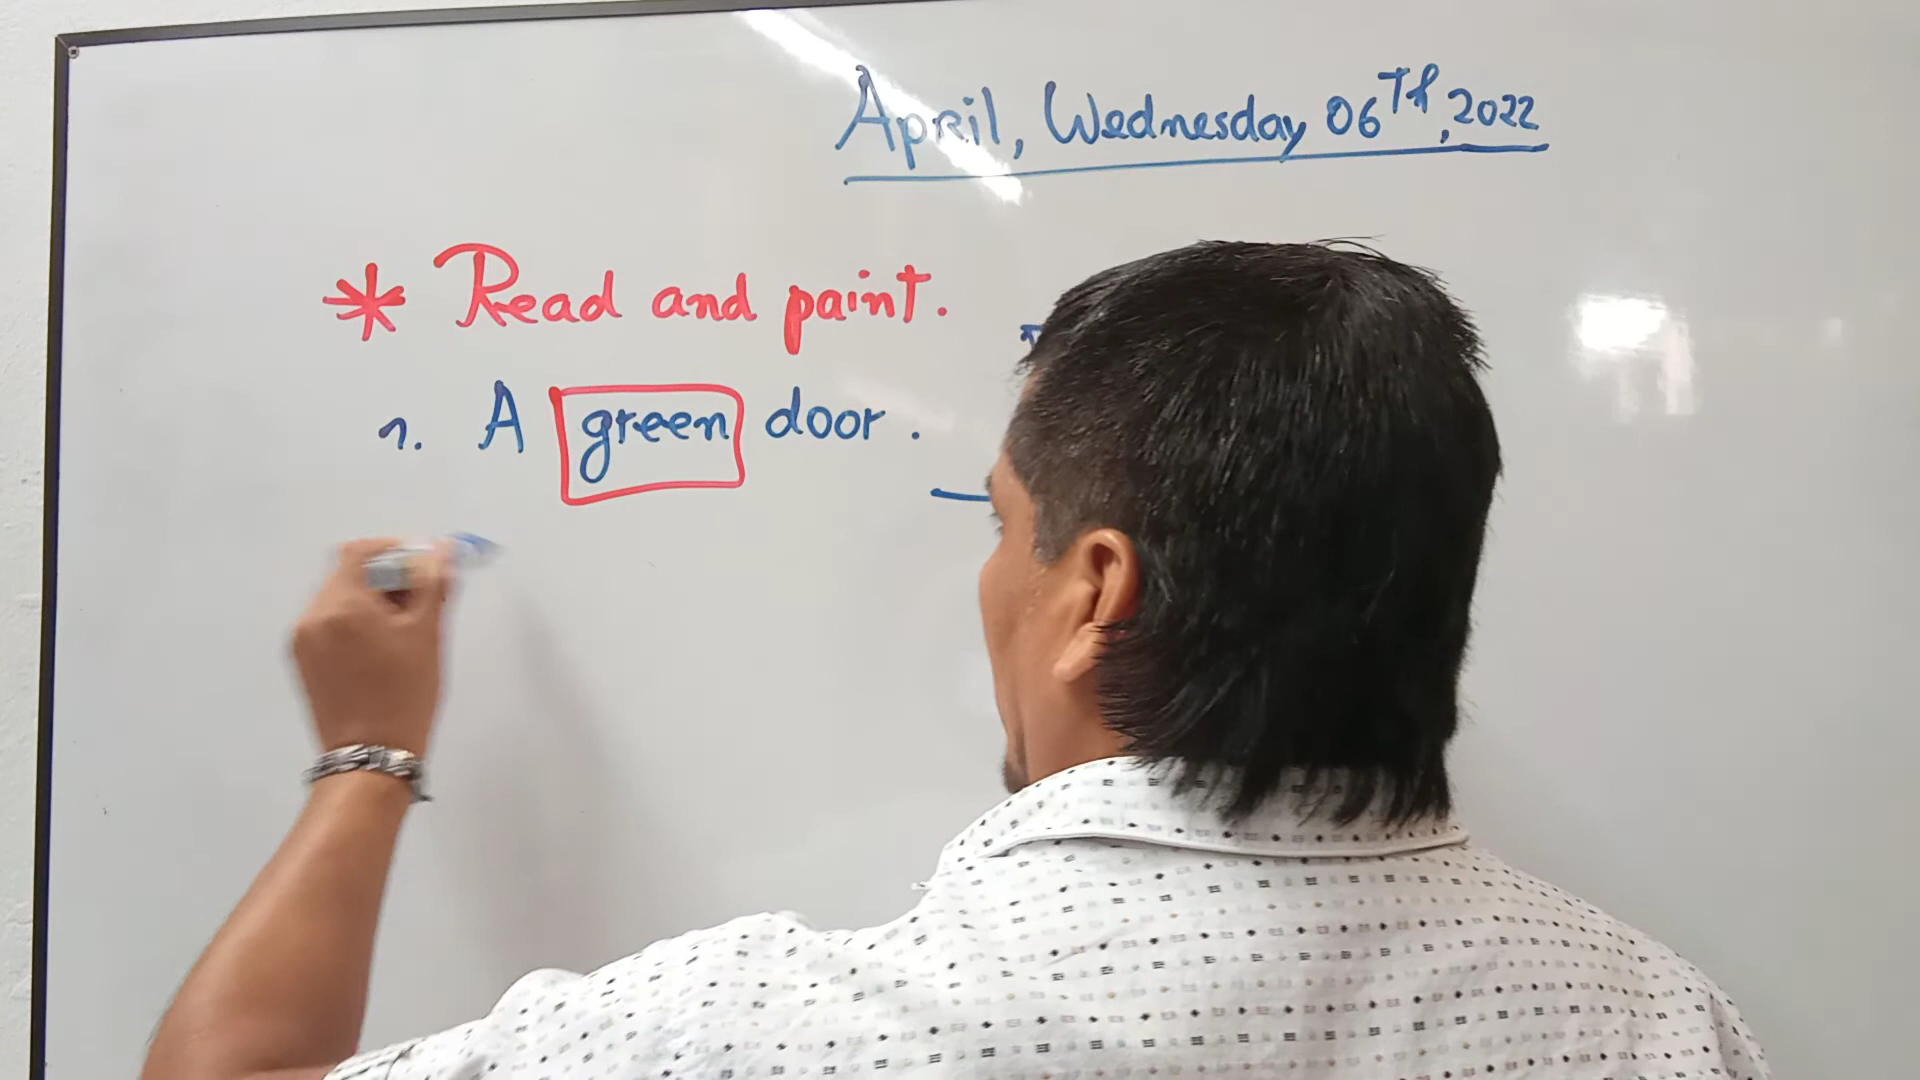 April, Wednesday 06Th, 2022
* Read and paint.
1. A green door.